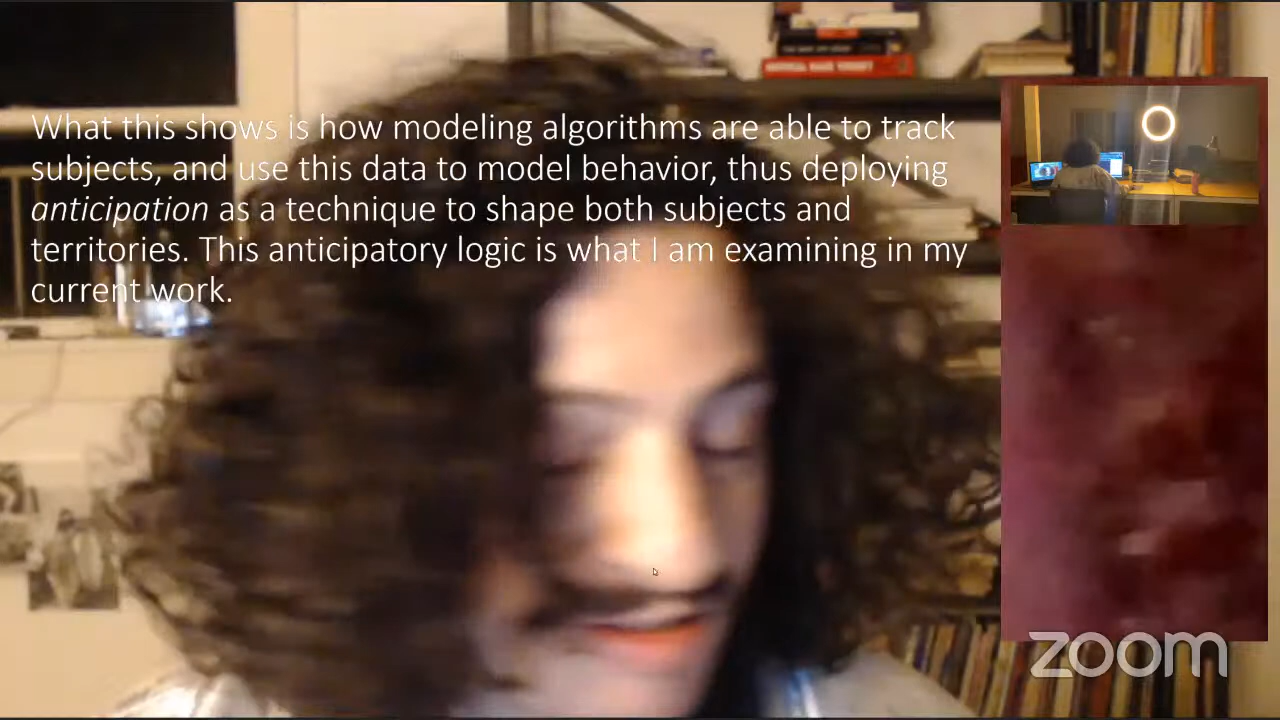 What this shows is how modeling algorithms are able to track
subjects, and use this data to model behavior, thus deploying
anticipation as a technique to shape both subjects and
territories. This anticipatory logic is what I am examining in my
current work.
zoom